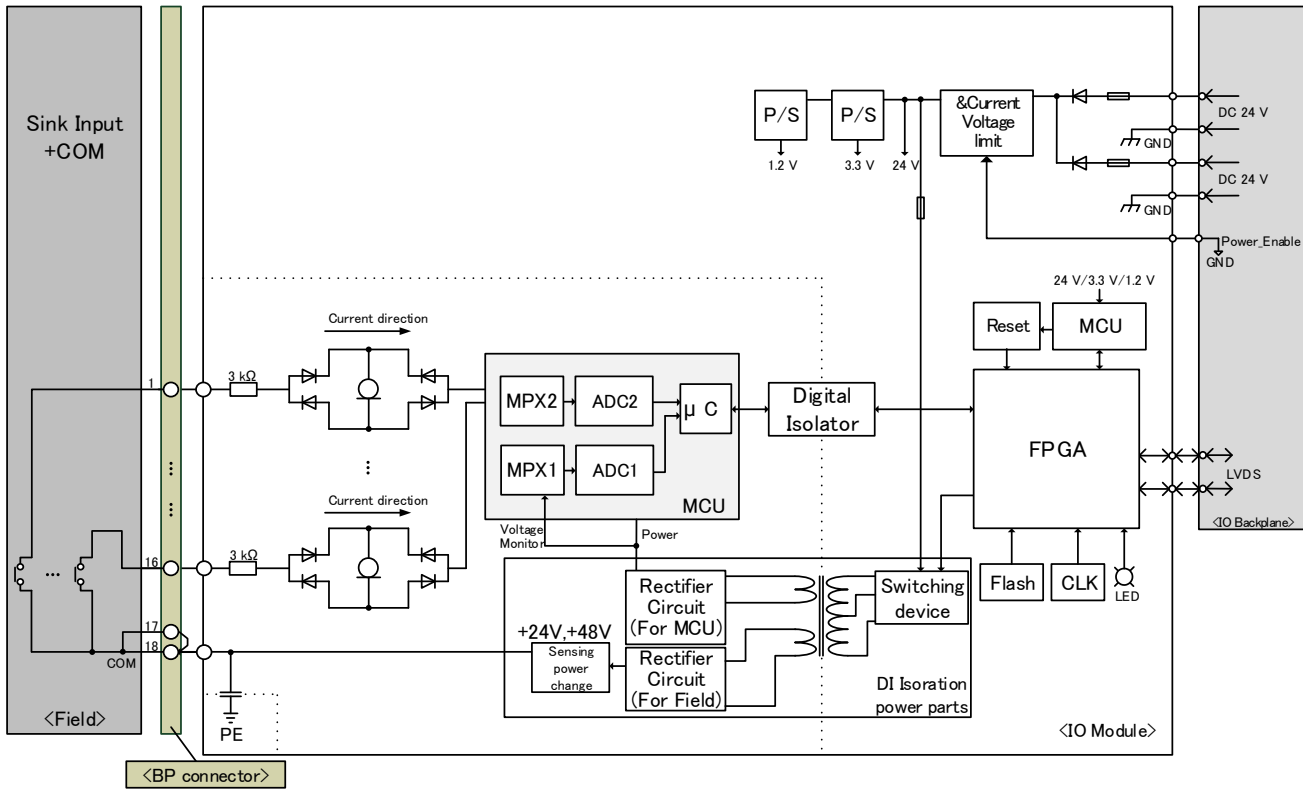 Sink Input
+COM
<Field>
<BP connector>
1
16
17
18
COM
PE
3 kΩ
Current direction
3 kΩ
Current direction
MPX2
ADC2
MPX1
ADC1
μ C
MCU
Voltage
Monitor
Power
Digital
Isolator
P/S
1.2 V
P/S
3.3 V
24 V
&Current
Voltage
limit
GND
GND
DC 24 V
DC 24 V
Power_Enable
GND
24 V/3.3 V/1.2 V
Reset
MCU
FPGA
LVDS
<IO Backplane>
Flash
CLK
LED
Rectifier
Circuit
(For MCU)
Switching
device
+24V,+48V
Sensing
power
change
Rectifier
Circuit
(For Field)
DI Isoration
power parts
<IO Module>